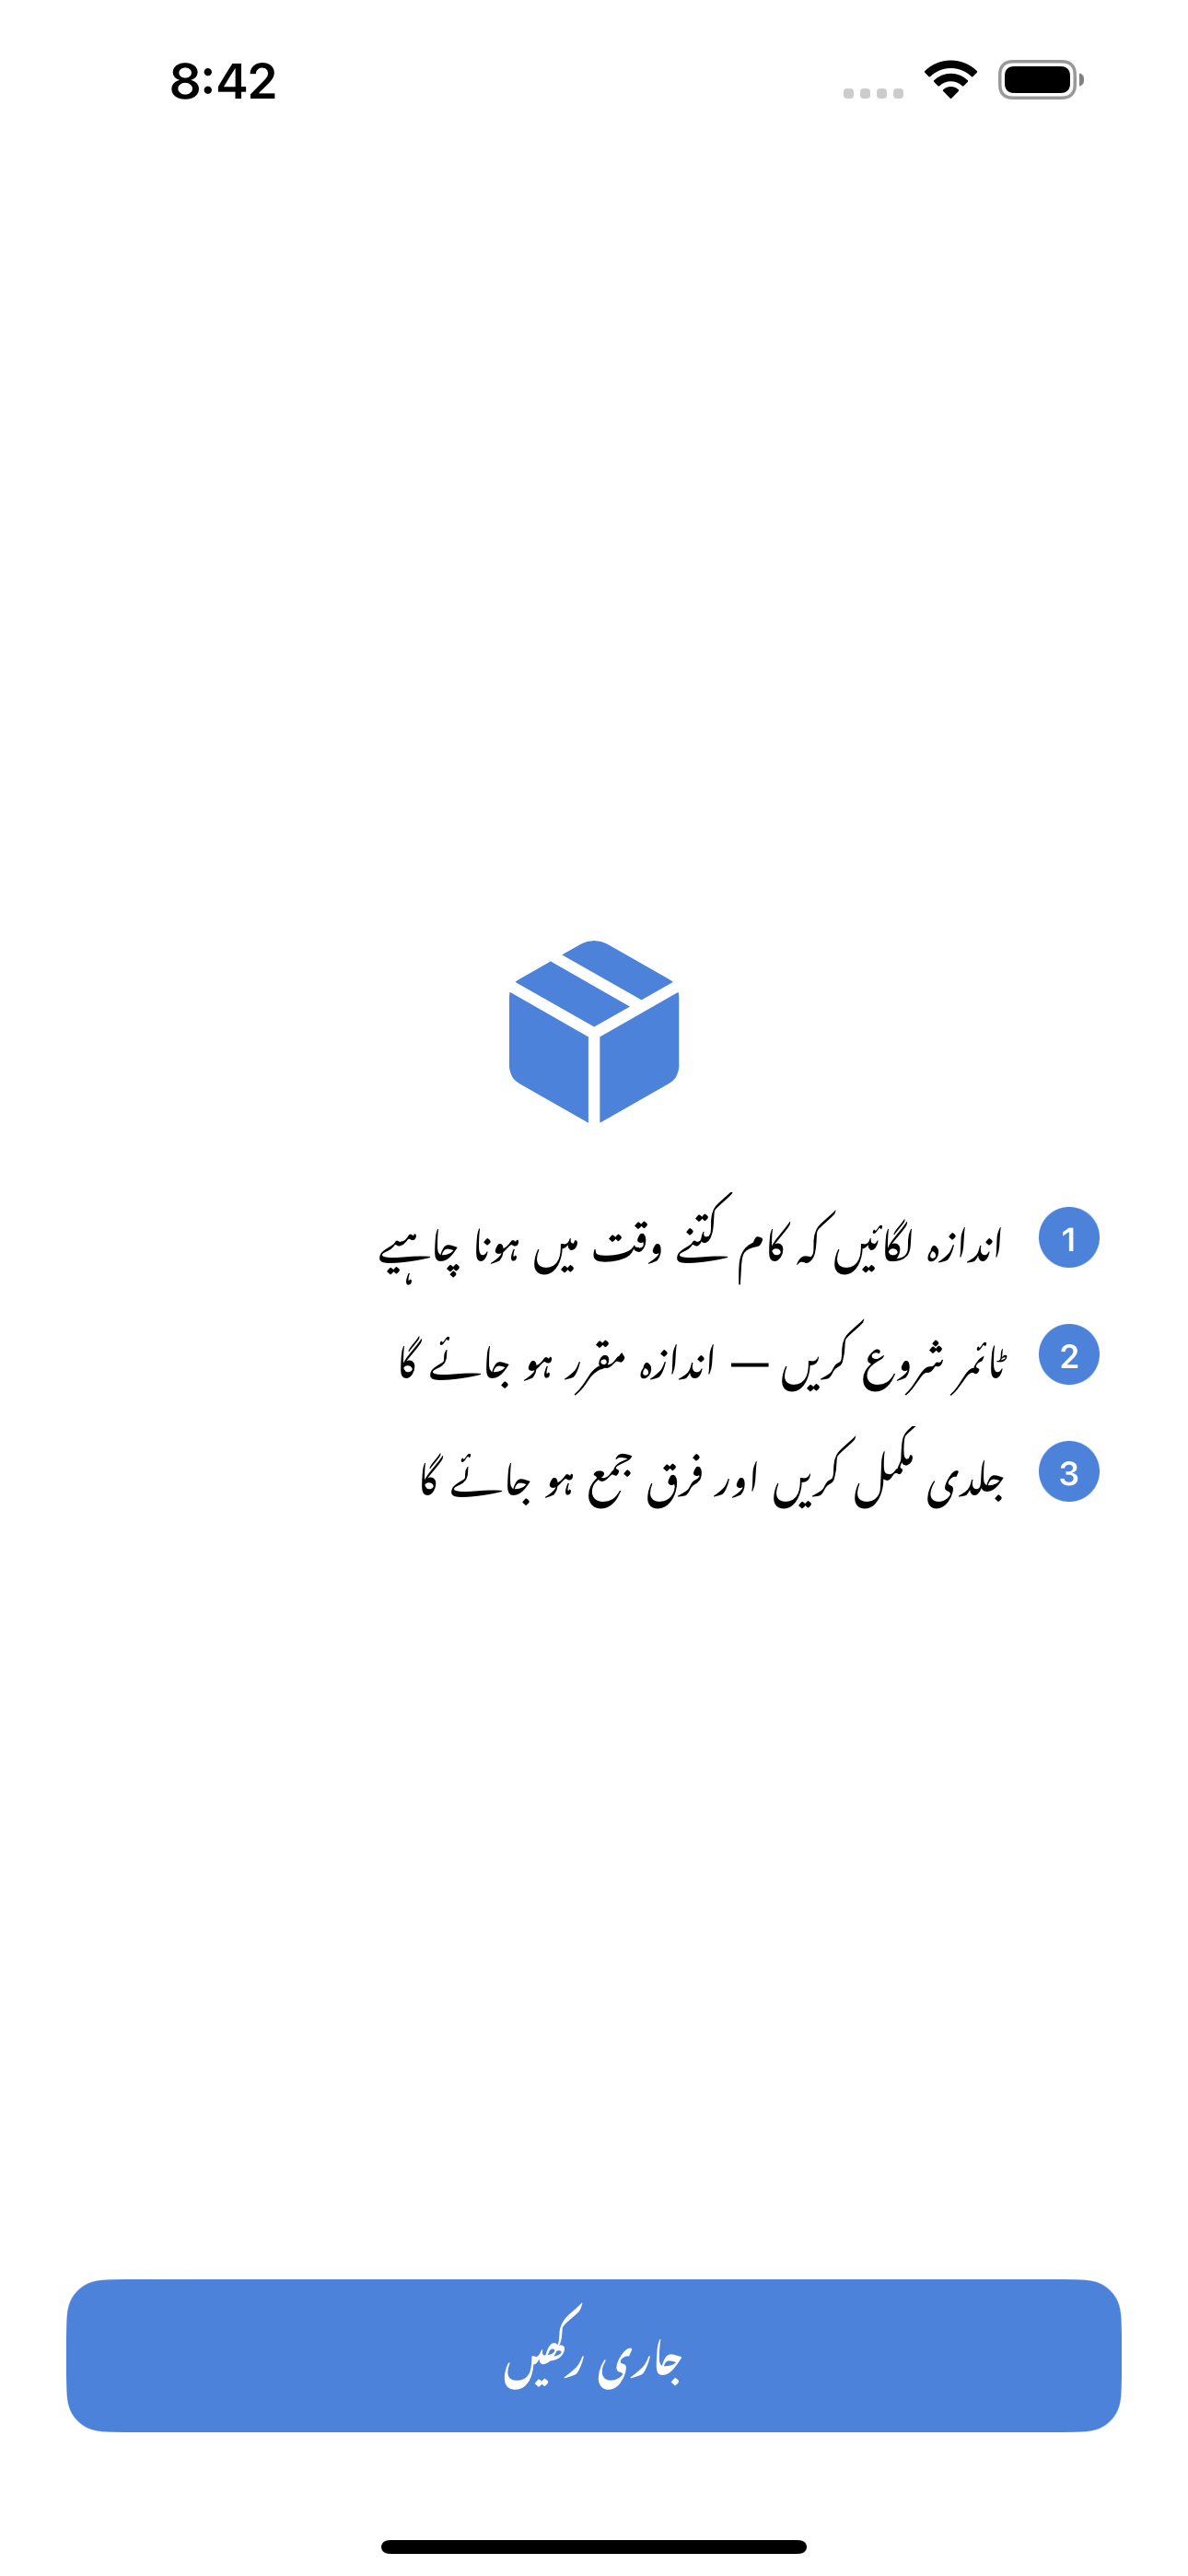 8:42
1 اندازہ لگائیں کہ کام کتنے وقت میں ہونا چاہیے
2 ٹائمر شروع کریں — اندازہ مقرر ہو جائے گا
3 جلدی مکمل کریں اور فرق جمع ہو جائے گا
جاری رکھیں